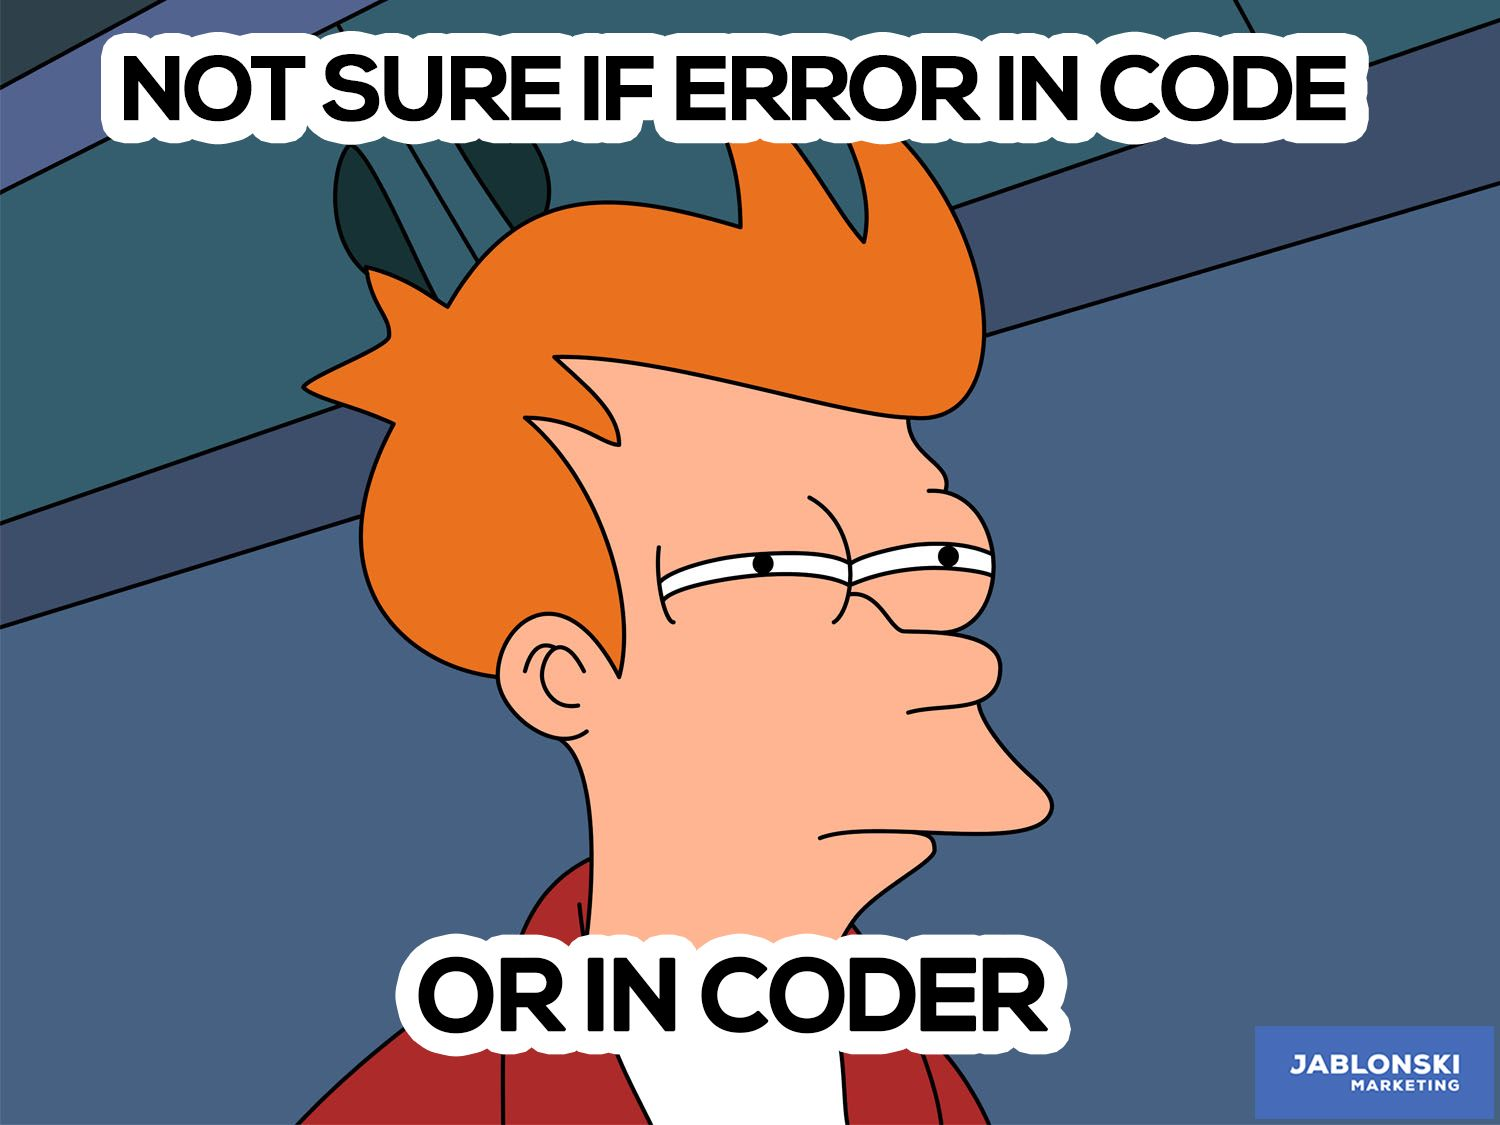 NOT SURE IF ERROR IN CODE
OR IN CODER
JABLONSKI
MARKETING